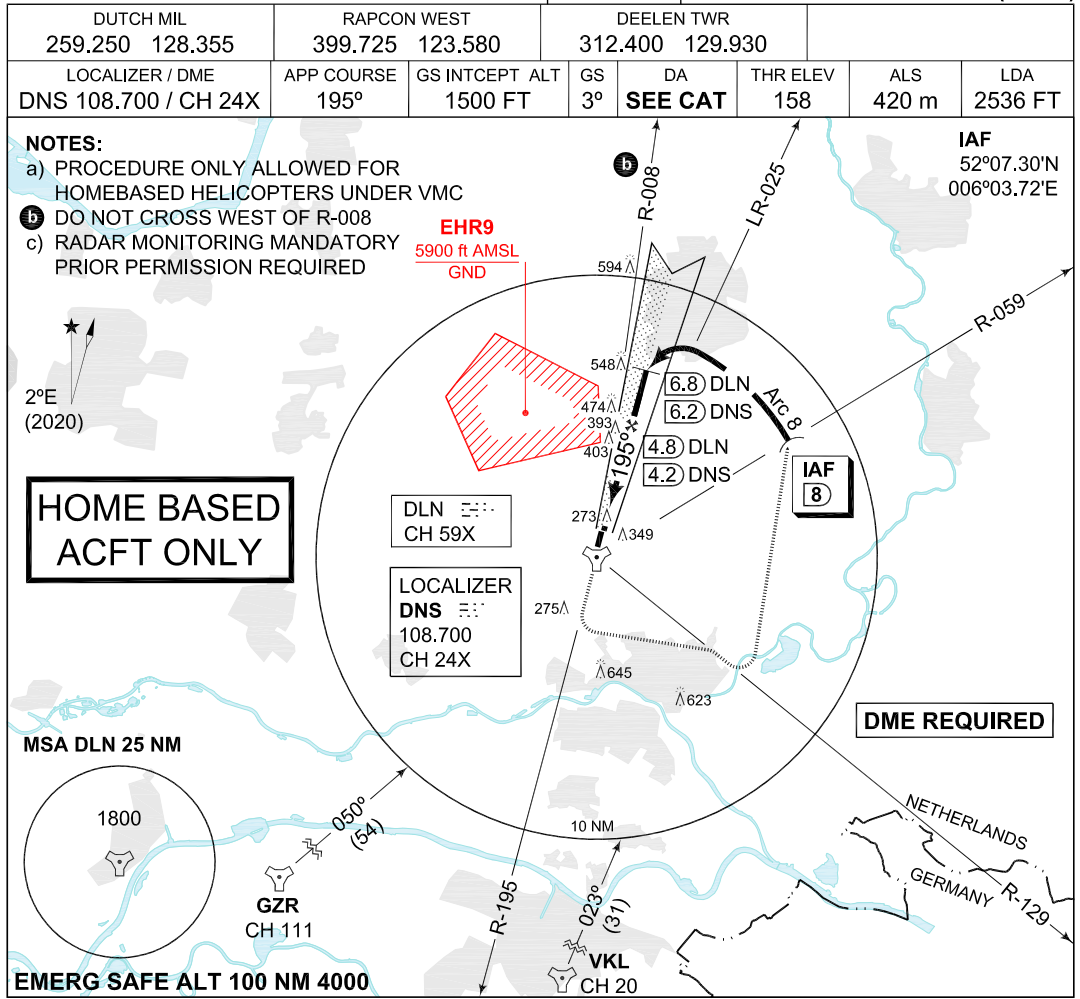 DUTCH MIL
259.250 128.355
RAPCON WEST
399.725 123.580
DEELEN TWR
312.400 129.930
LOCALIZER / DME
DNS 108.700 / CH 24X
APP COURSE
195º
GS INTCEPT ALT
1500 FT
GS
3º
DA
SEE CAT
THR ELEV
158
ALS
420 m
LDA
2536 FT
NOTES:
a) PROCEDURE ONLY ALLOWED FOR
HOMEBASED HELICOPTERS UNDER VMC
b DO NOT CROSS WEST OF R-008
c) RADAR MONITORING MANDATORY
PRIOR PERMISSION REQUIRED
EHR9
5900 ft AMSL
GND
b
R-008
LR-025
IAF
52º07.30'N
006º03.72'E
R-059
594
548
474
393
403
273
349
275
645
623
2ºE
(2020)
6.8 DLN
6.2 DNS
4.8 DLN
4.2 DNS
195º
Arc 8
IAF
8
HOME BASED
ACFT ONLY
DLN
CH 59X
LOCALIZER
DNS
108.700
CH 24X
DME REQUIRED
MSA DLN 25 NM
1800
050º
(54)
GZR
CH 111
10 NM
R-195
023º
(31)
VKL
CH 20
NETHERLANDS
GERMANY
R-129
EMERG SAFE ALT 100 NM 4000